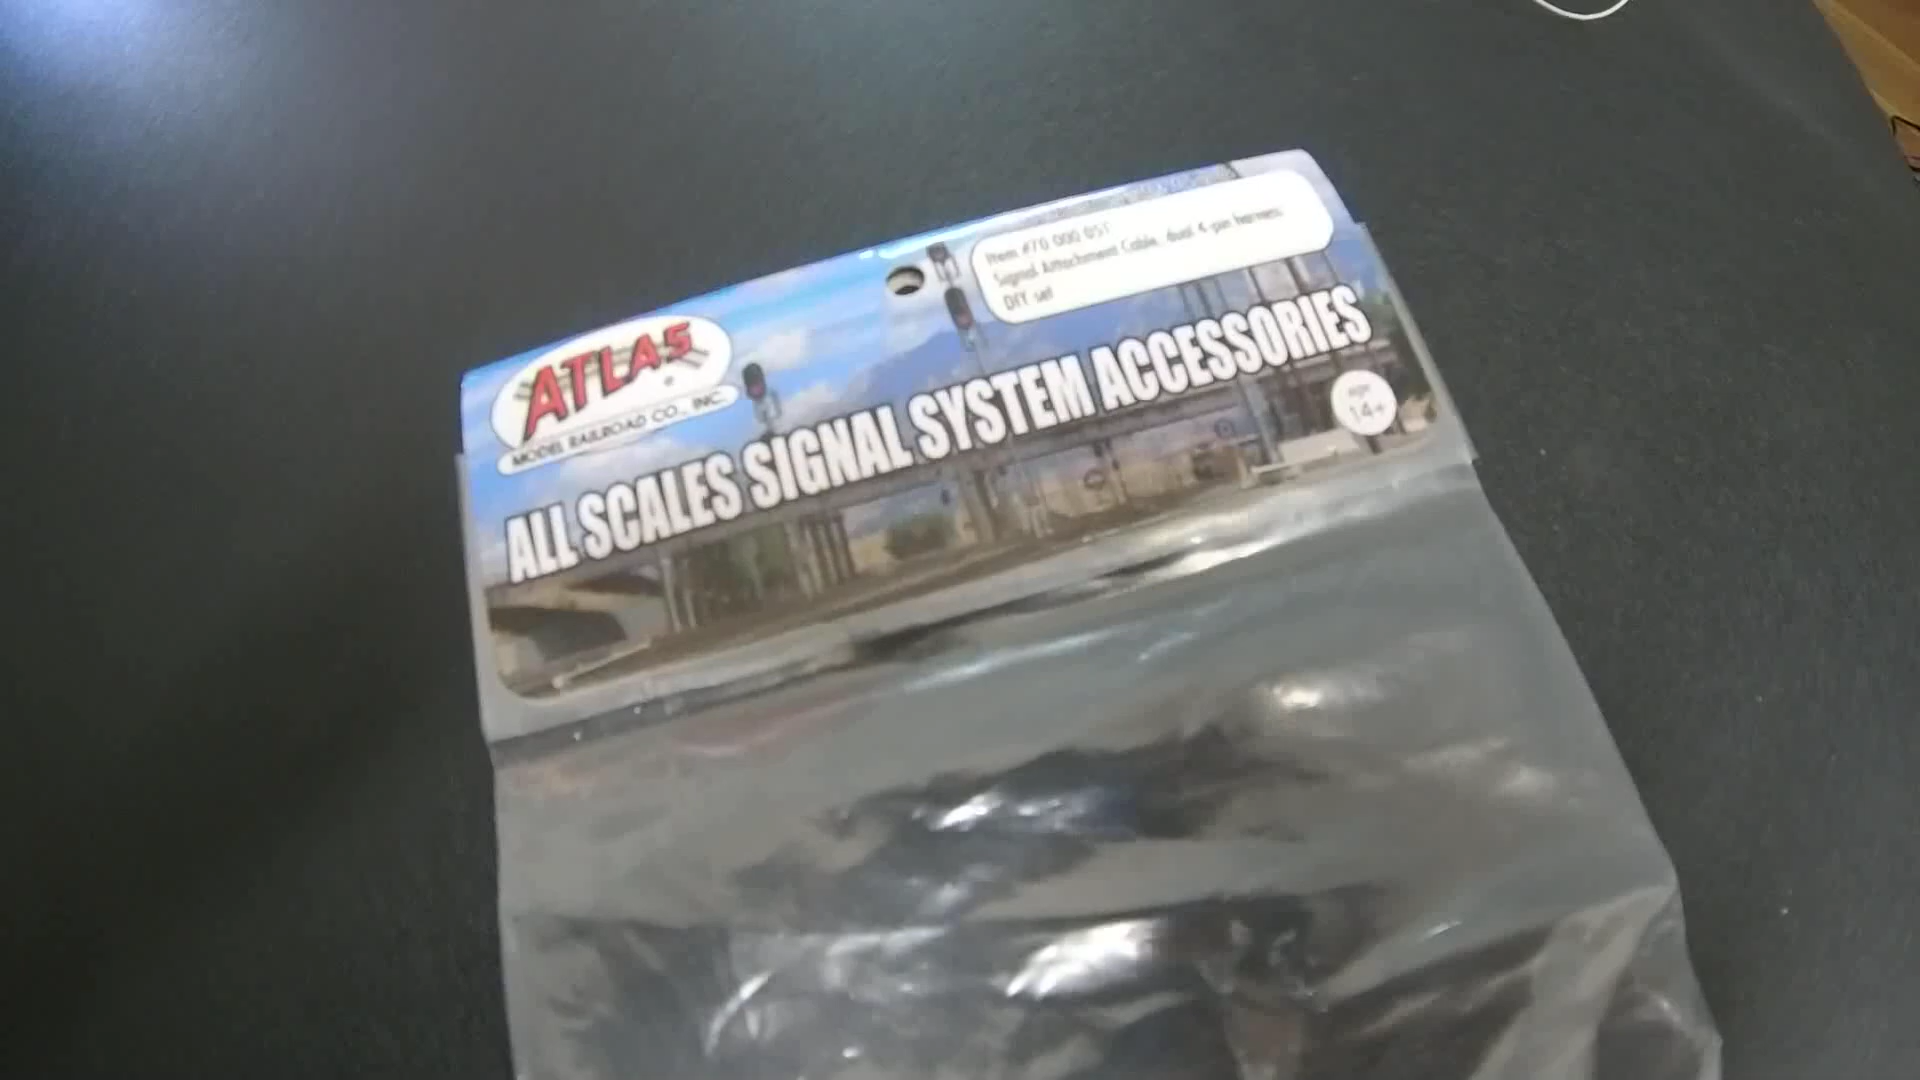 Item #70 000 051
Signal Attachment Cable, dual 4-pin harness
DIY set
ATLAS
MODEL RAILROAD CO., INC.
ALL SCALES SIGNAL SYSTEM ACCESSORIES
age
14+